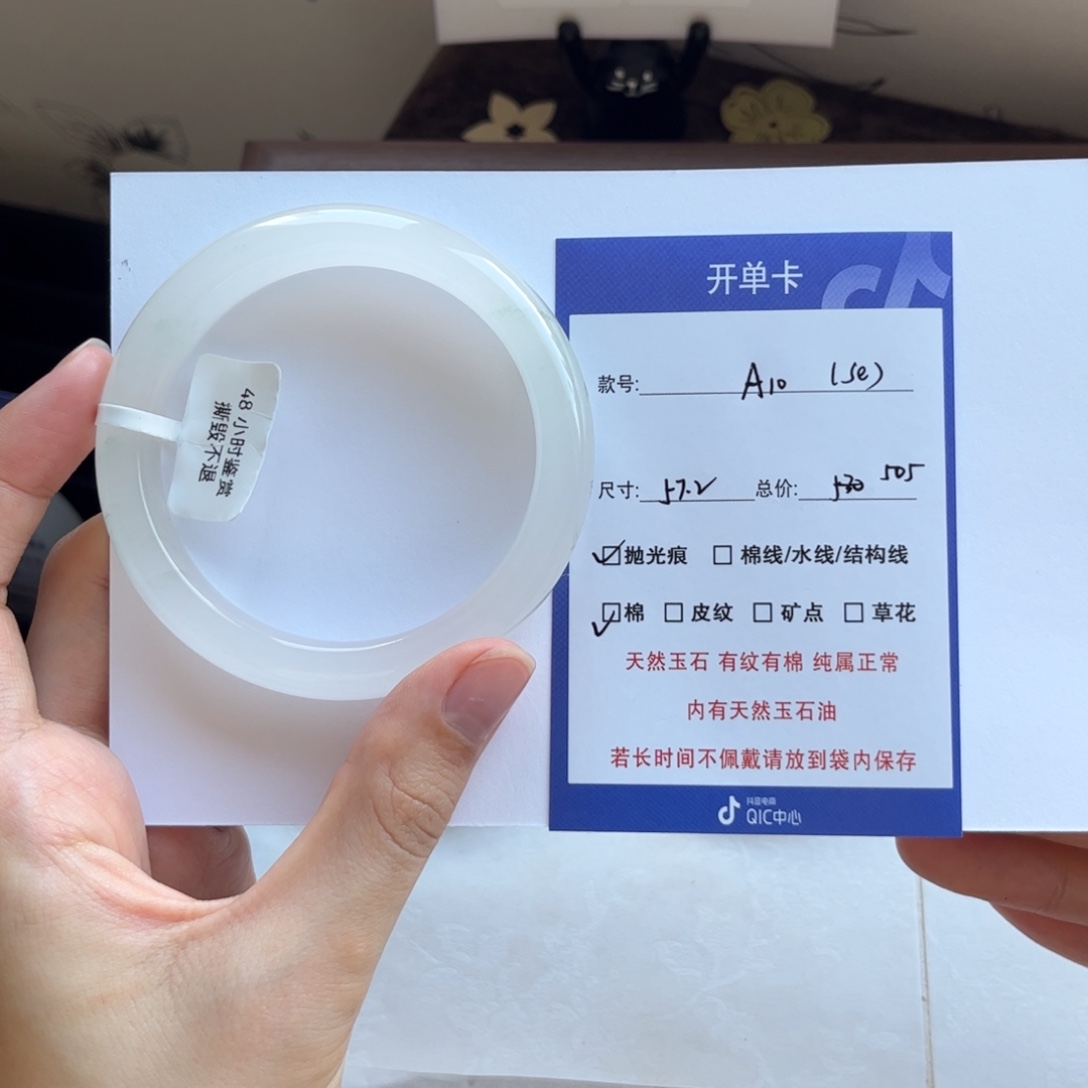 48小时鉴赏
撕毁不退
开单卡
款号: A10 (Se)
尺寸: 57.2 总价: 530 505
抛光痕 棉线/水线/结构线
棉 皮纹 矿点 草花
天然玉石 有纹有棉 纯属正常
内有天然玉石油
若长时间不佩戴请放到袋内保存
抖音电商
QIC中心